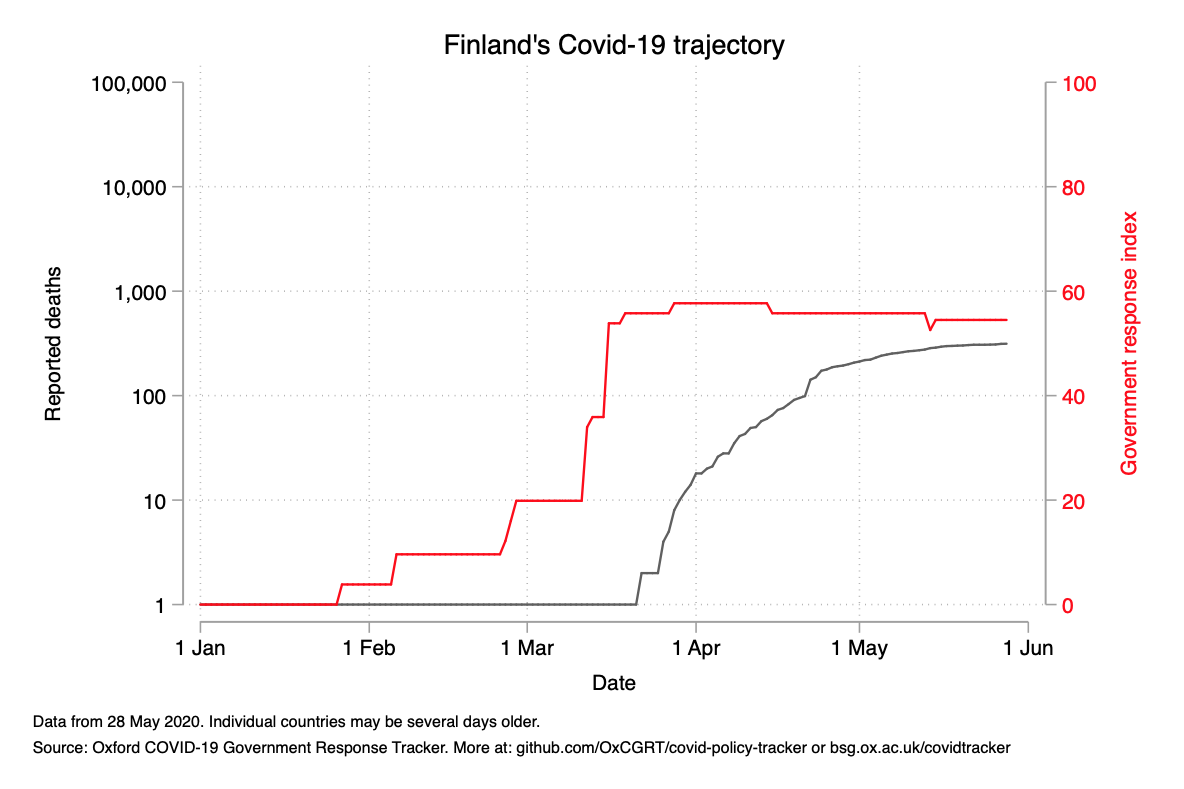 Finland's Covid-19 trajectory
100,000
10,000
1,000
100
10
1
Reported deaths
100
80
60
40
20
0
Government response index
1 Jan
1 Feb
1 Mar
1 Apr
1 May
1 Jun
Date
Data from 28 May 2020. Individual countries may be several days older.
Source: Oxford COVID-19 Government Response Tracker. More at: github.com/OxCGRT/covid-policy-tracker or bsg.ox.ac.uk/covidtracker